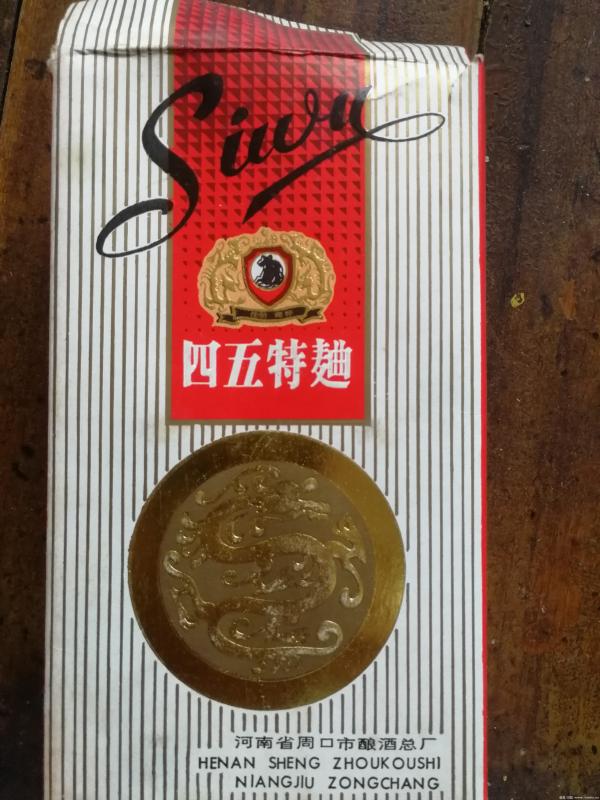 Siwu
四五特麯
河南省周口市酿酒总厂
HENAN SHENG ZHOUKOUSHI
NIANGJIU ZONGCHANG